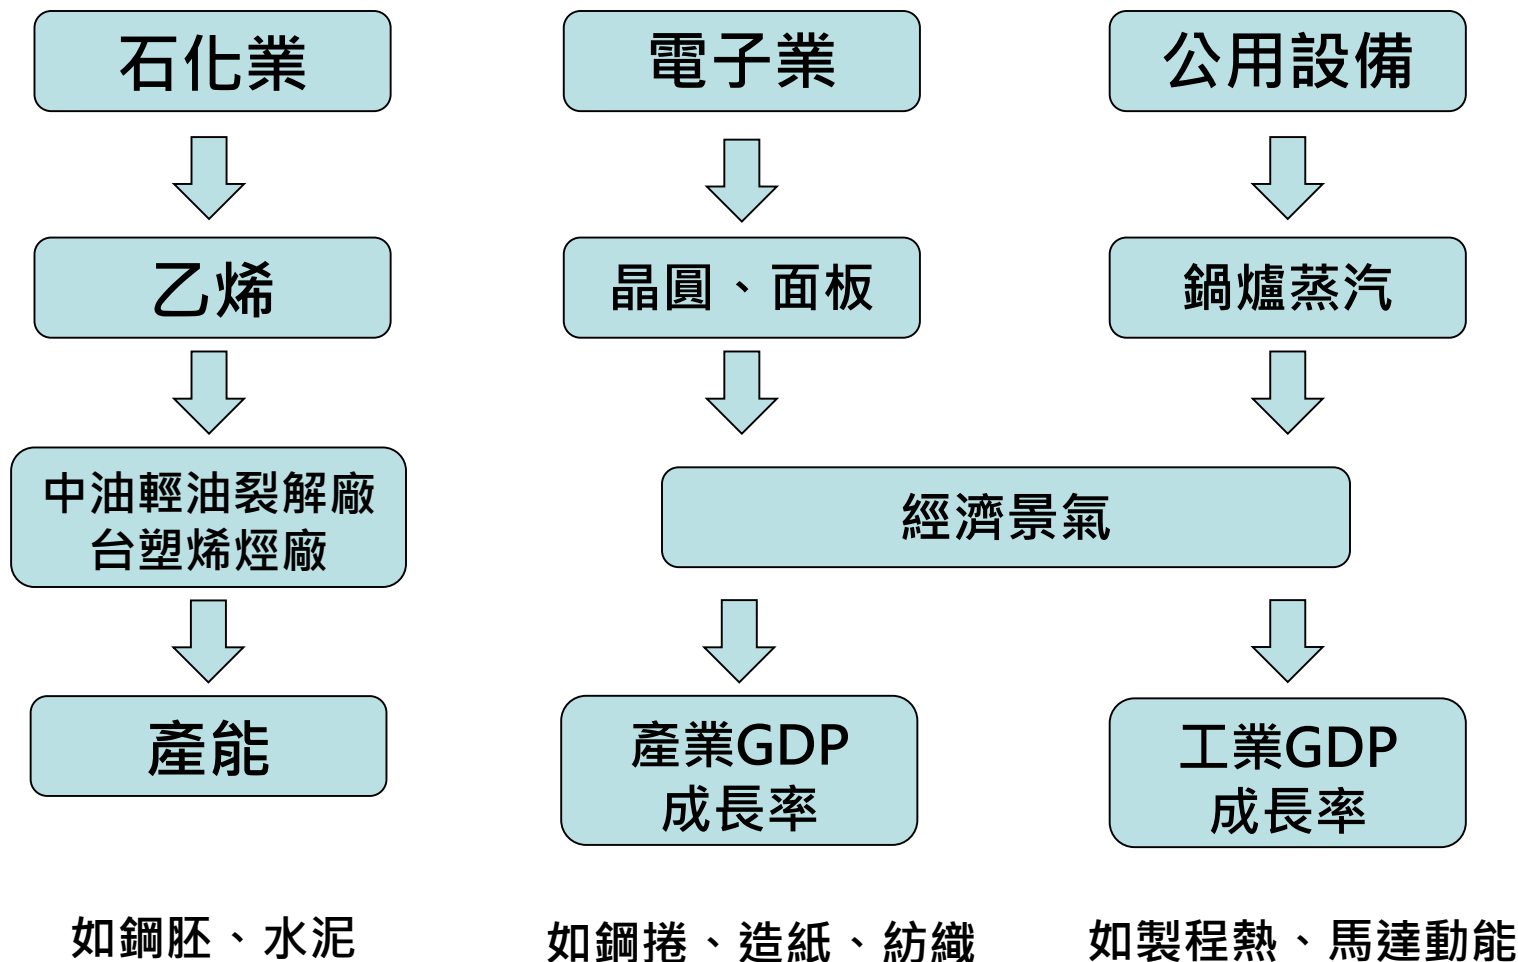 石化業
電子業
公用設備
乙烯
晶圓、面板
鍋爐蒸汽
中油輕油裂解廠
台塑烯烴廠
經濟景氣
產能
產業GDP
成長率
工業GDP
成長率
如鋼胚、水泥
如鋼捲、造紙、紡織
如製程熱、馬達動能